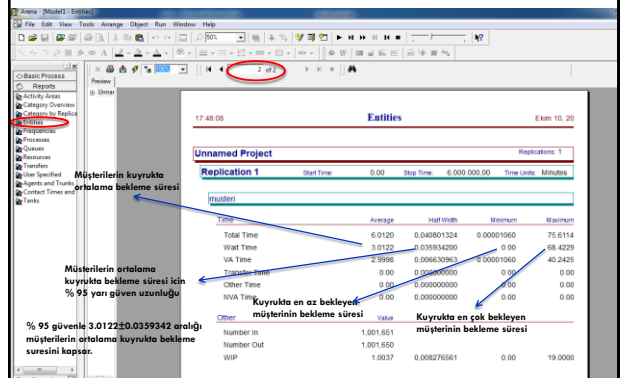 Arena - [Model1 - Entities]
File Edit View Tools Arrange Object Run Window Help
50%
100%
2 of 2
Basic Process
Reports
Activity Areas
Category Overview
Category by Replica
Entities
Frequencies
Processes
Queues
Resources
Transfers
User Specified
Agents and Trunks
Contact Times and
Tanks
Preview
Unnar
17:48:06 Entities Ekim 10, 20
Unnamed Project Replications: 1
Replication 1 Start Time: 0.00 Stop Time: 6.000.000,00 Time Units: Minutes
musteri
Time Average Half Width Minimum Maximum
Total Time 6.0120 0,040801324 0.00001060 75.6114
Wait Time 3.0122 0,035934200 0.00 68.4229
VA Time 2.9998 0,006630963 0.00001060 40.2425
Transfer Time 0.00 0,000000000 0.00 0.00
Other Time 0.00 0,000000000 0.00 0.00
NVA Time 0.00 0,000000000 0.00 0.00
Other Value
Number In 1,001,651
Number Out 1,001,650
WIP 1.0037 0,008276561 0.00 19.0000
Müşterilerin kuyrukta
ortalama bekleme süresi
Müsterilerin ortalama
kuyrukta bekleme süresi icin
% 95 yarı güven uzunluğu
% 95 güvenle 3.0122±0.0359342 aralığı
müşterilerin ortalama kuyrukta bekleme
suresini kapsar.
Kuyrukta en az bekleyen
müşterinin bekleme süresi
Kuyrukta en çok bekleyen
müşterinin bekleme süresi